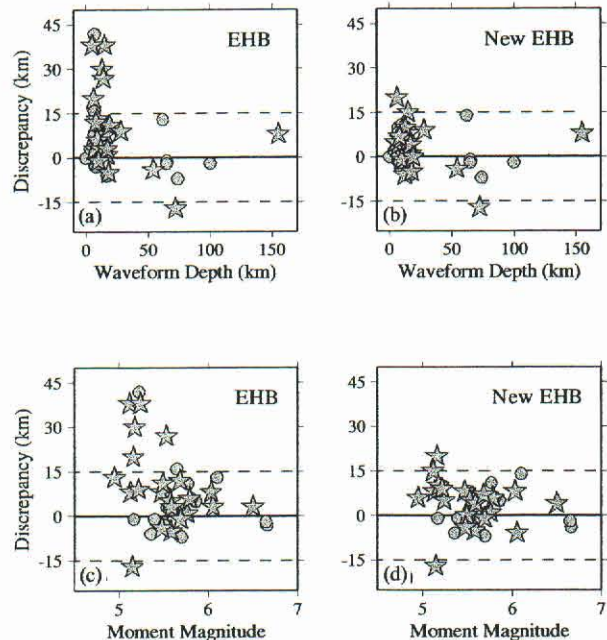 45
30
15
0
-15
Discrepancy (km)
EHB
(a)
0 50 100 150
Waveform Depth (km)
45
30
15
0
-15
New EHB
(b)
0 50 100 150
Waveform Depth (km)
45
30
15
0
-15
Discrepancy (km)
EHB
(c)
5 6 7
Moment Magnitude
45
30
15
0
-15
New EHB
(d)
5 6 7
Moment Magnitude